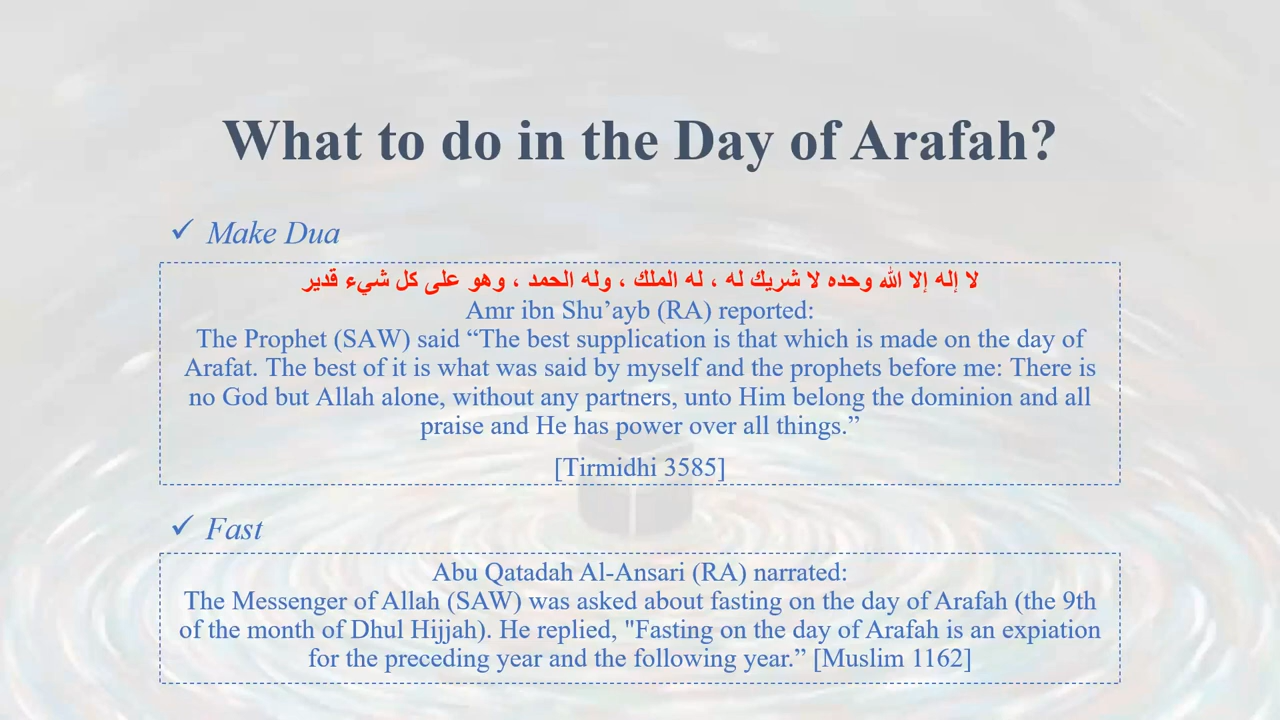 What to do in the Day of Arafah?
✓ Make Dua
لا إله إلا الله وحده لا شريك له ، له الملك ، وله الحمد ، وهو على كل شيء قدير
Amr ibn Shu’ayb (RA) reported:
The Prophet (SAW) said “The best supplication is that which is made on the day of
Arafat. The best of it is what was said by myself and the prophets before me: There is
no God but Allah alone, without any partners, unto Him belong the dominion and all
praise and He has power over all things.”
[Tirmidhi 3585]
✓ Fast
Abu Qatadah Al-Ansari (RA) narrated:
The Messenger of Allah (SAW) was asked about fasting on the day of Arafah (the 9th
of the month of Dhul Hijjah). He replied, "Fasting on the day of Arafah is an expiation
for the preceding year and the following year.” [Muslim 1162]